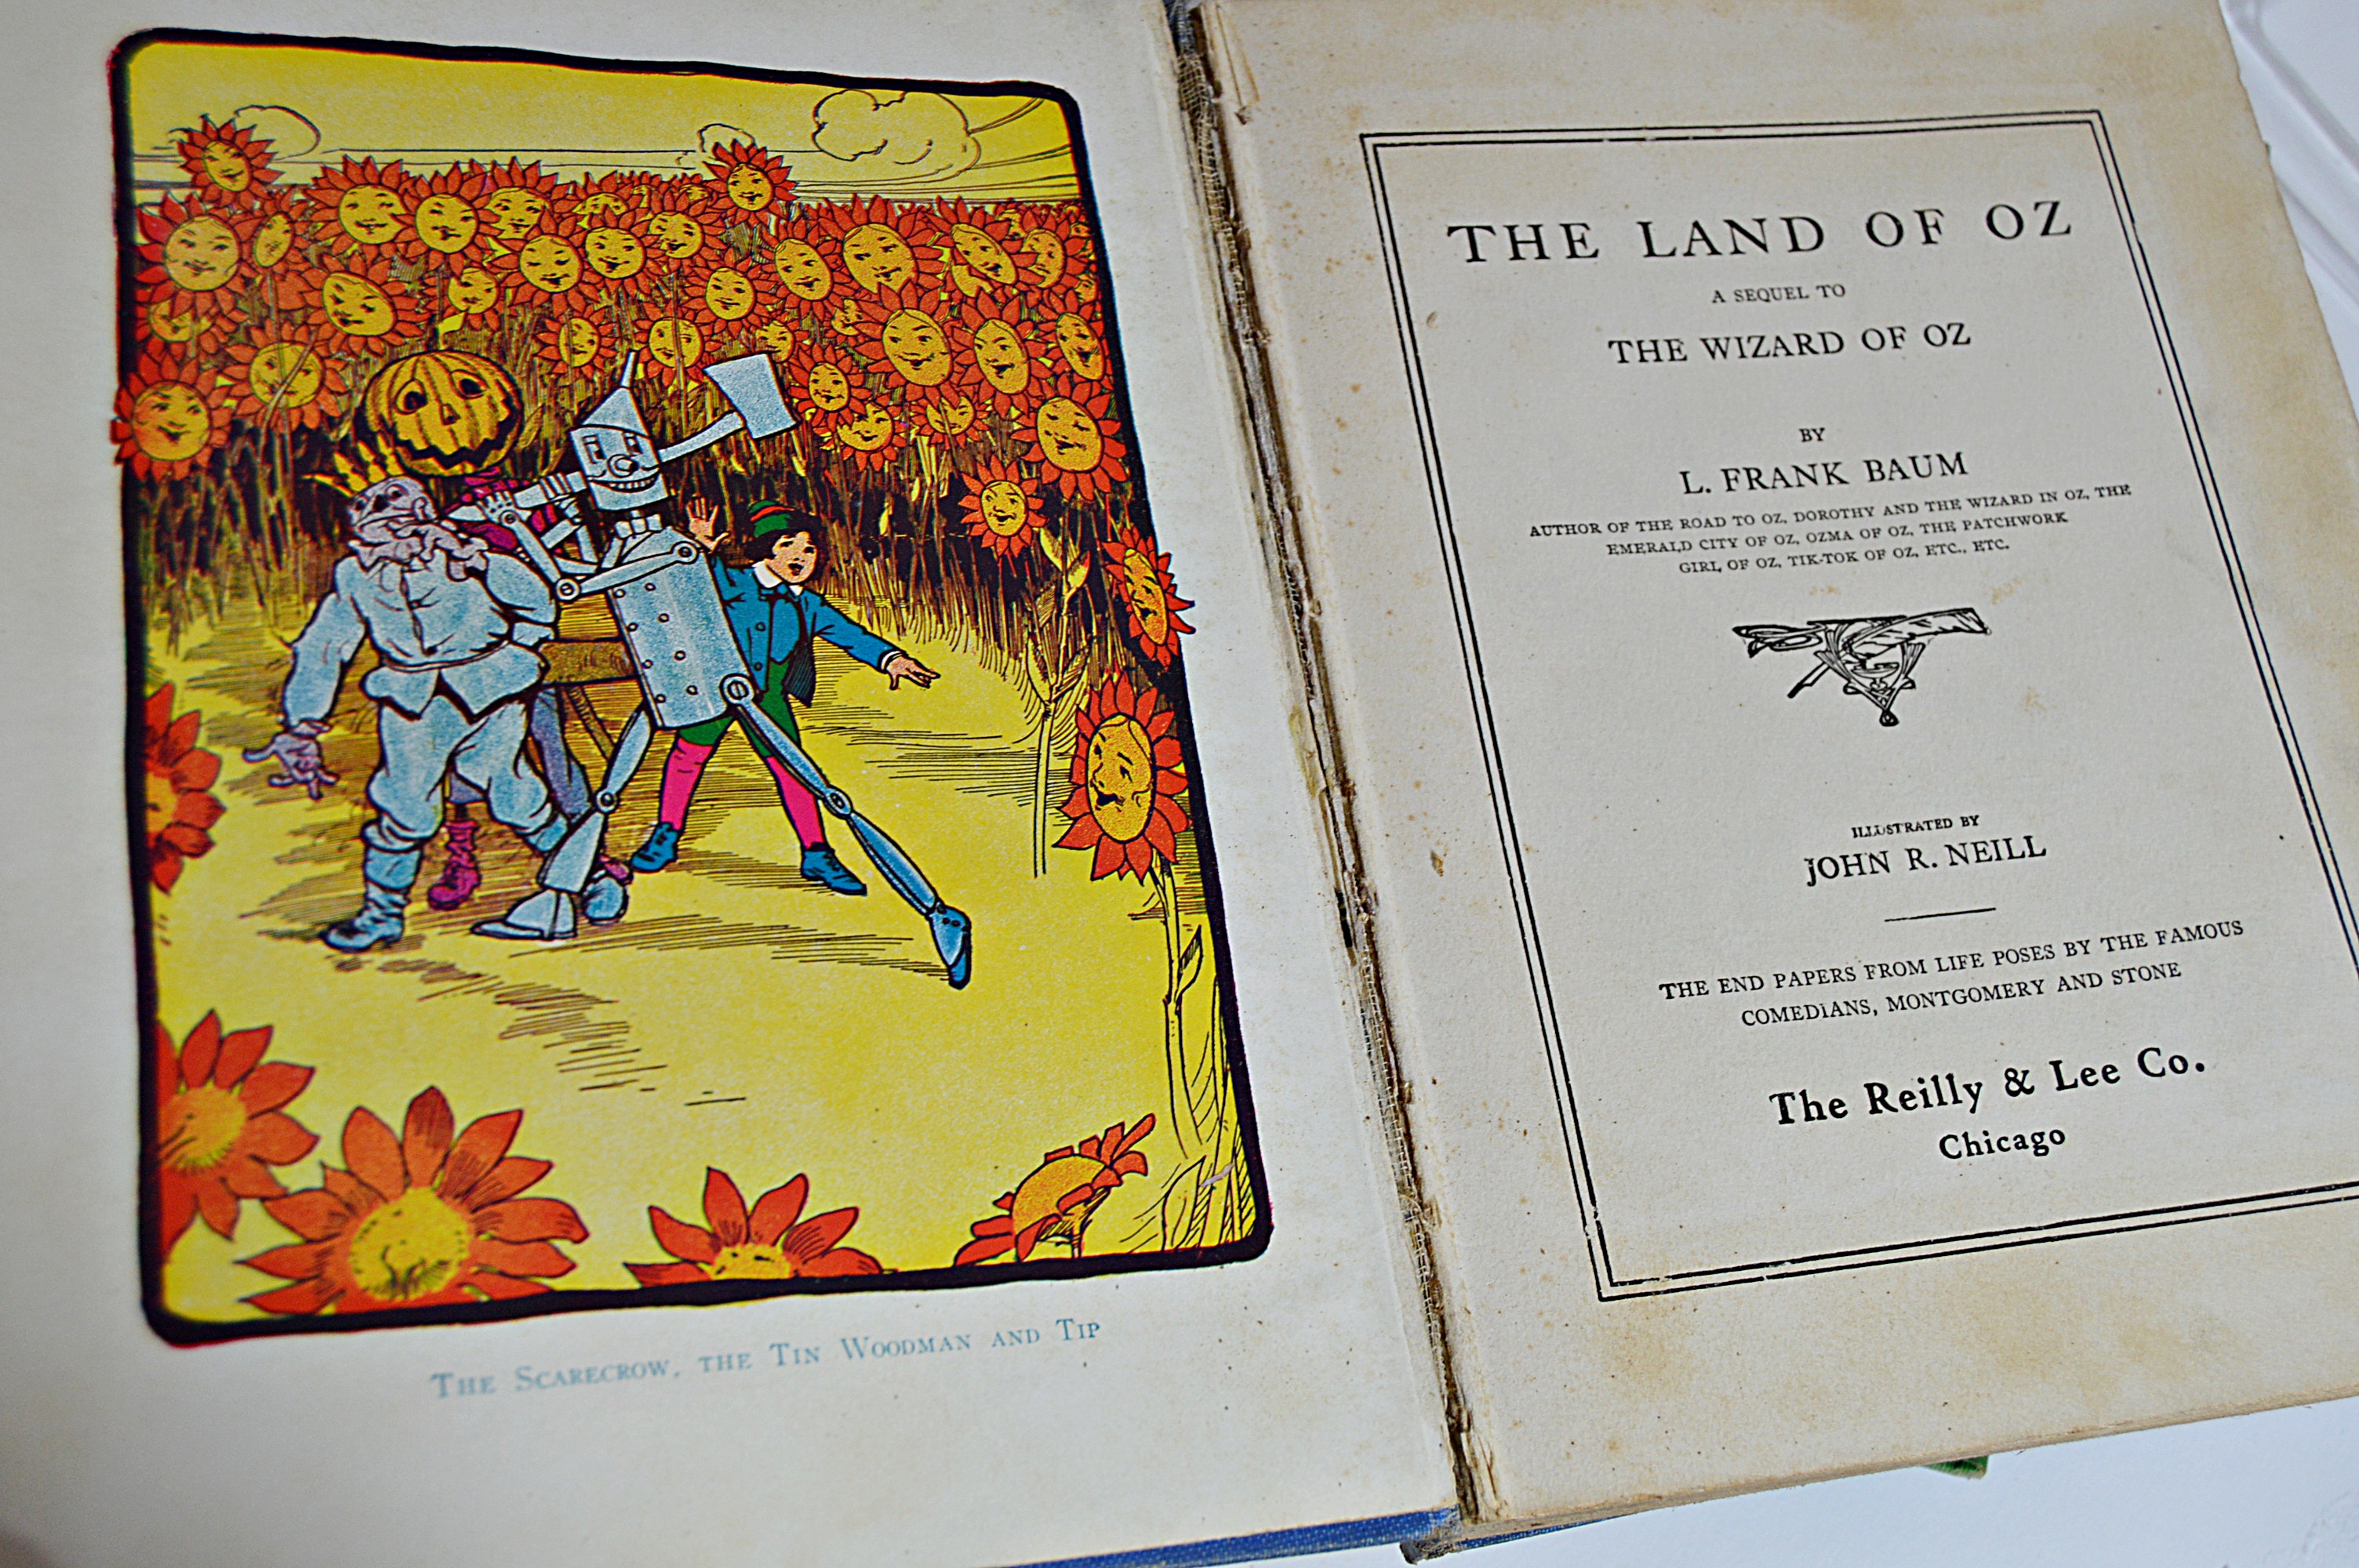 The Scarecrow, the Tin Woodman and Tip
THE LAND OF OZ
A SEQUEL TO
THE WIZARD OF OZ
BY
L. FRANK BAUM
AUTHOR OF THE ROAD TO OZ, DOROTHY AND THE WIZARD IN OZ, THE
EMERALD CITY OF OZ, OZMA OF OZ, THE PATCHWORK
GIRL OF OZ, TIK-TOK OF OZ, ETC., ETC.
ILLUSTRATED BY
JOHN R. NEILL
THE END PAPERS FROM LIFE POSES BY THE FAMOUS
COMEDIANS, MONTGOMERY AND STONE
The Reilly & Lee Co.
Chicago